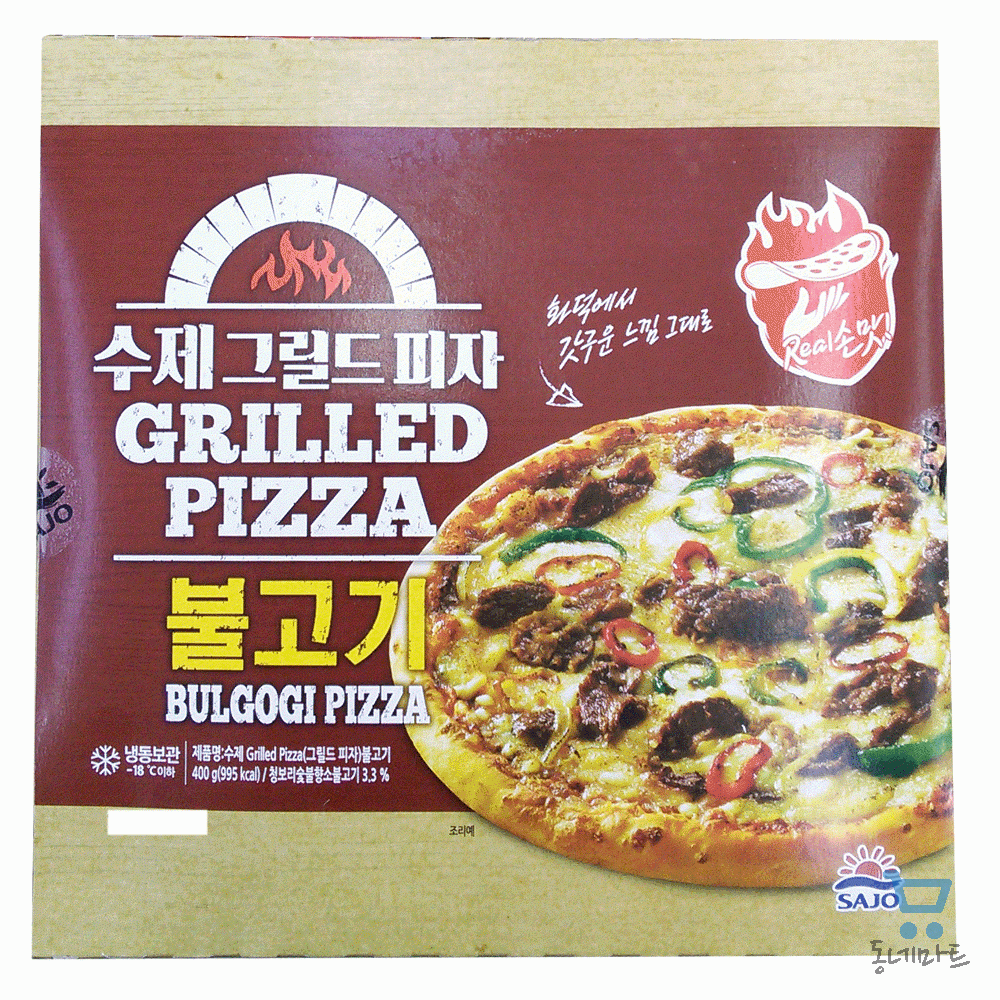 수제 그릴드 피자
GRILLED
PIZZA
불고기
BULGOGI PIZZA
냉동보관
-18 ℃이하
제품명:수제 Grilled Pizza(그릴드 피자)불고기
400 g(995 kcal) / 청보리숯불향소불고기 3.3 %
화덕에서
갓구운 느낌 그대로
Real손맛
SAJO
SAJO
조리예
SAJO
동네마트